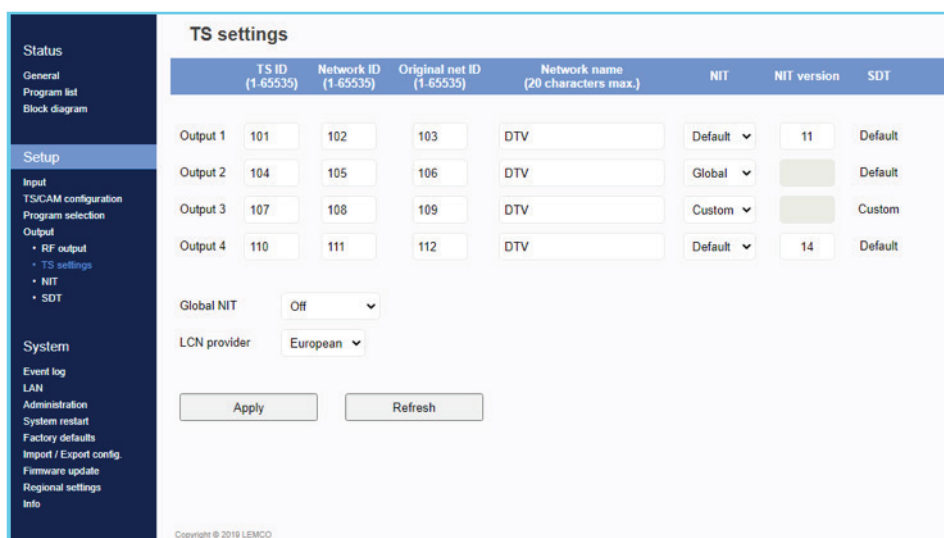 Status
General
Program list
Block diagram
Setup
Input
TS/CAM configuration
Program selection
Output
• RF output
• TS settings
• NIT
• SDT
System
Event log
LAN
Administration
System restart
Factory defaults
Import / Export config.
Firmware update
Regional settings
Info
TS settings
TS ID (1-65535) Network ID (1-65535) Original net ID (1-65535) Network name (20 characters max.) NIT NIT version SDT
Output 1 101 102 103 DTV Default 11 Default
Output 2 104 105 106 DTV Global Default
Output 3 107 108 109 DTV Custom Custom
Output 4 110 111 112 DTV Default 14 Default
Global NIT Off
LCN provider European
Apply Refresh
Copyright © 2019 LEMCO